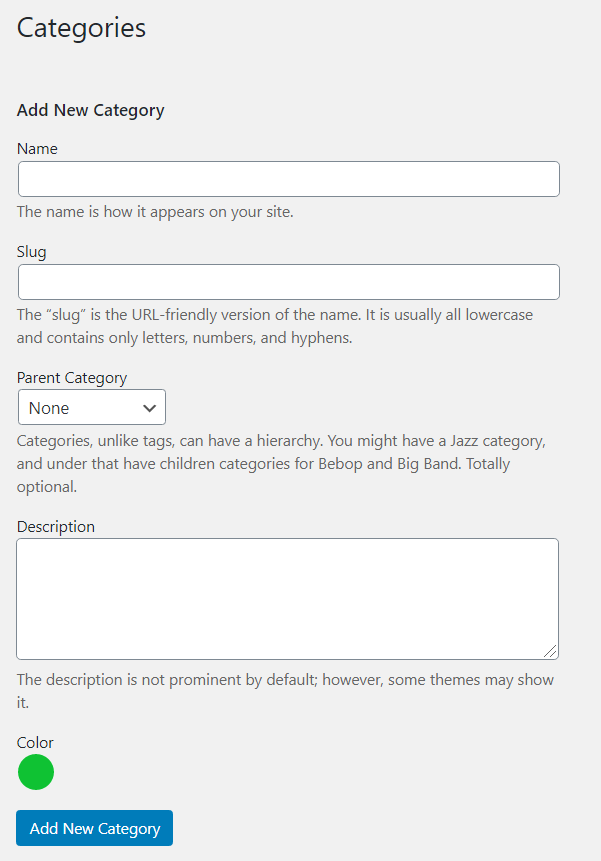 Categories
Add New Category
Name
The name is how it appears on your site.
Slug
The “slug” is the URL-friendly version of the name. It is usually all lowercase
and contains only letters, numbers, and hyphens.
Parent Category
None
Categories, unlike tags, can have a hierarchy. You might have a Jazz category,
and under that have children categories for Bebop and Big Band. Totally
optional.
Description
The description is not prominent by default; however, some themes may show
it.
Color
Add New Category